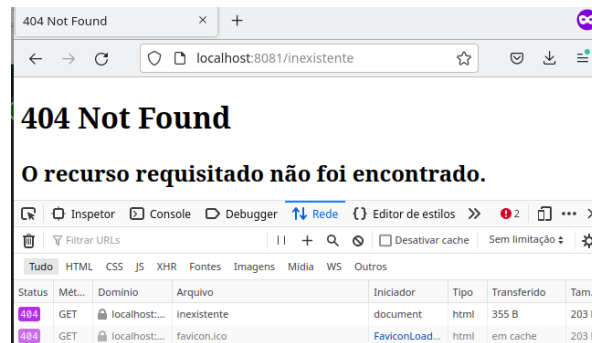 404 Not Found × +
localhost:8081/inexistente
404 Not Found
O recurso requisitado não foi encontrado.
Inspetor Console Debugger Rede {} Editor de estilos 2
Filtrar URLs Desativar cache Sem limitação
Tudo HTML CSS JS XHR Fontes Imagens Mídia WS Outros
Status Mét... Domínio Arquivo Iniciador Tipo Transferido Tam.
404 GET localhost:... inexistente document html 355 B 203
404 GET localhost:... favicon.ico FaviconLoad... html em cache 203